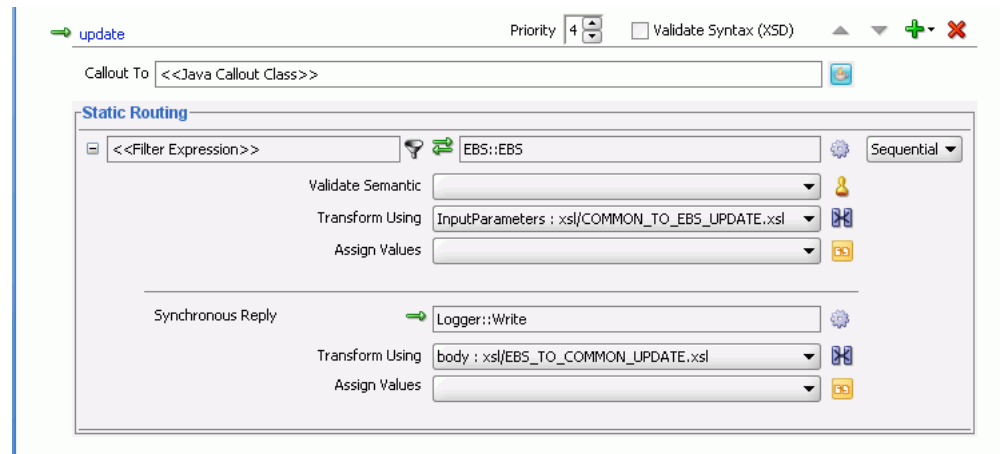 update Priority 4 Validate Syntax (XSD)
Callout To <<Java Callout Class>>
Static Routing
<<Filter Expression>> EBS::EBS Sequential
Validate Semantic
Transform Using InputParameters : xsl/COMMON_TO_EBS_UPDATE.xsl
Assign Values
Synchronous Reply Logger::Write
Transform Using body : xsl/EBS_TO_COMMON_UPDATE.xsl
Assign Values